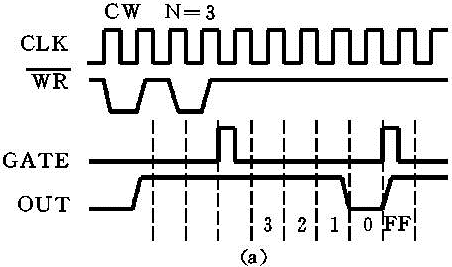 CW N=3
CLK
WR
GATE
OUT
3 2 1 0 FF
(a)